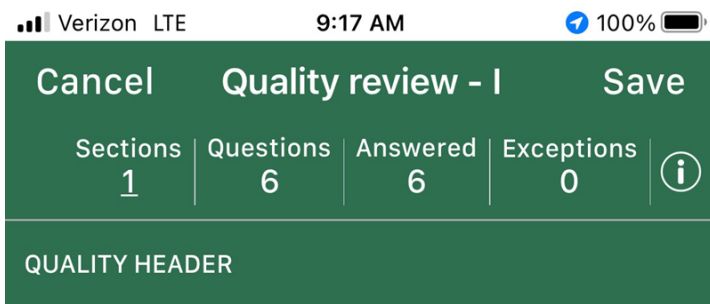 Verizon LTE 9:17 AM 100%
Cancel Quality review - I Save
Sections Questions Answered Exceptions
1 6 6 0
QUALITY HEADER